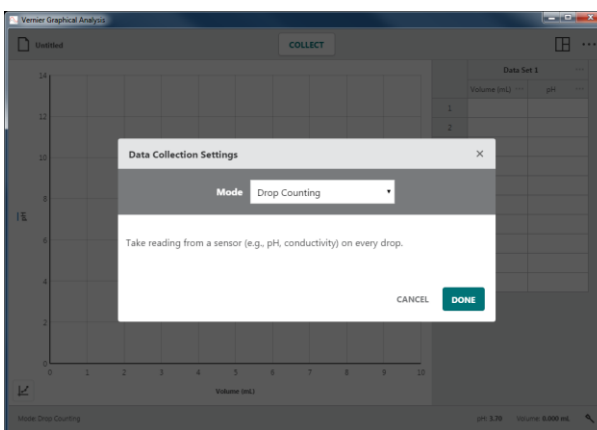 Vernier Graphical Analysis
Untitled
COLLECT
Data Set 1
Volume (mL)
pH
1
2
14
12
10
8
6
4
2
0
pH
0 1 2 3 4 5 6 7 8 9 10
Volume (mL)
Data Collection Settings
Mode Drop Counting
Take reading from a sensor (e.g., pH, conductivity) on every drop.
CANCEL DONE
Mode: Drop Counting
pH: 3.70 Volume: 0.000 mL